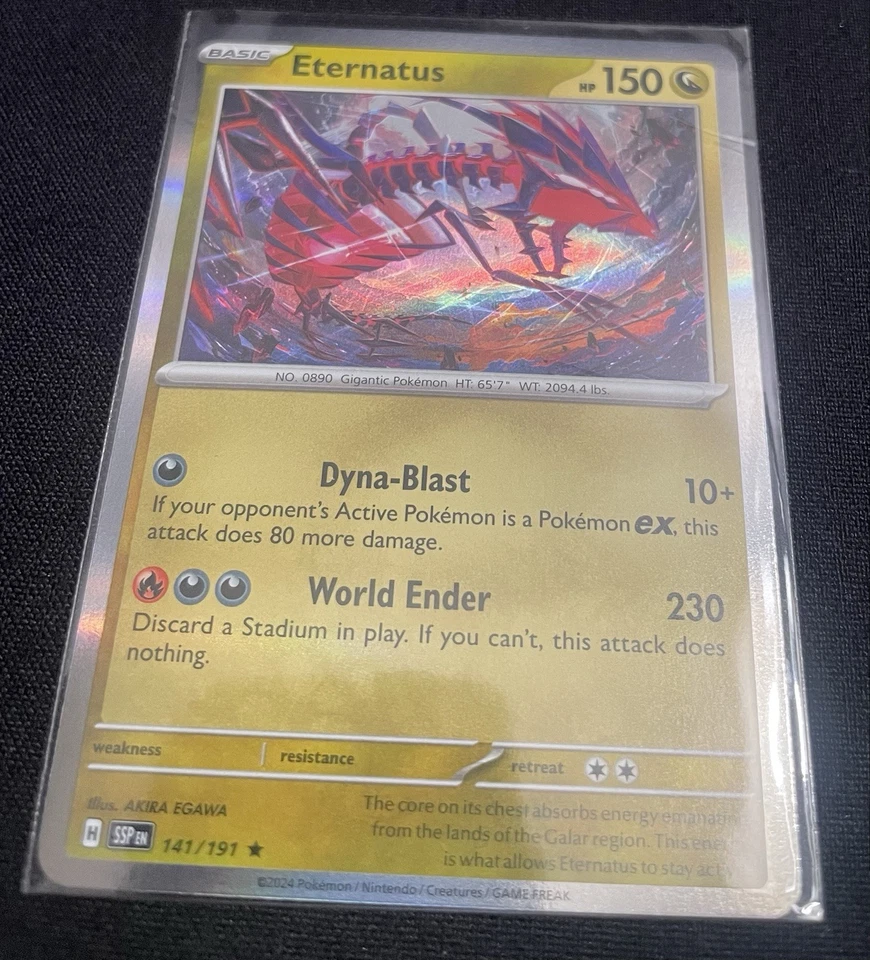 BASIC Eternatus HP 150
NO. 0890 Gigantic Pokémon HT: 65'7" WT: 2094.4 lbs.
Dyna-Blast 10+
If your opponent's Active Pokémon is a Pokémon ex, this
attack does 80 more damage.
World Ender 230
Discard a Stadium in play. If you can't, this attack does
nothing.
weakness resistance retreat
Illus. AKIRA EGAWA
The core on its chest absorbs energy
from the lands of the Galar region. This
is what allows Eternatus to stay
H SSP EN 141/191
©2024 Pokémon / Nintendo / Creatures / GAME FREAK